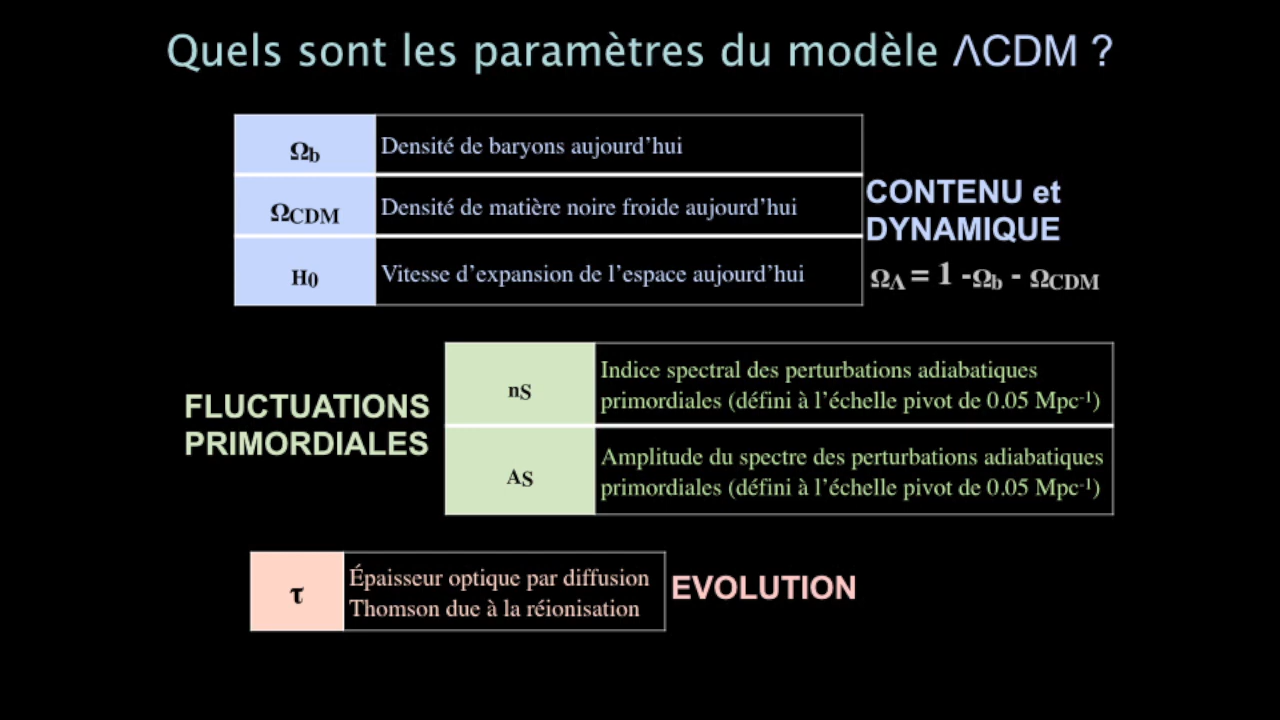 Quels sont les paramètres du modèle ΛCDM ?
Ωb
Densité de baryons aujourd’hui
ΩCDM
Densité de matière noire froide aujourd’hui
H0
Vitesse d’expansion de l’espace aujourd’hui
CONTENU et
DYNAMIQUE
ΩΛ = 1 -Ωb - ΩCDM
FLUCTUATIONS
PRIMORDIALES
nS
Indice spectral des perturbations adiabatiques
primordiales (défini à l’échelle pivot de 0.05 Mpc⁻¹)
AS
Amplitude du spectre des perturbations adiabatiques
primordiales (défini à l’échelle pivot de 0.05 Mpc⁻¹)
τ
Épaisseur optique par diffusion
Thomson due à la réionisation
EVOLUTION